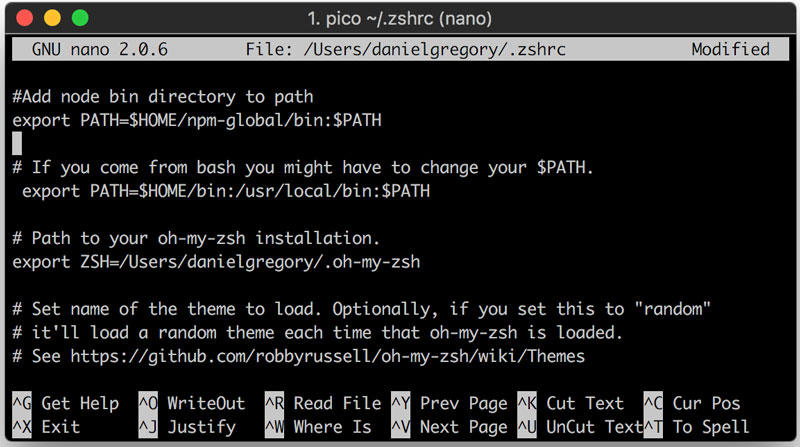 1. pico ~/.zshrc (nano)
GNU nano 2.0.6 File: /Users/danielgregory/.zshrc Modified
#Add node bin directory to path
export PATH=$HOME/npm-global/bin:$PATH
# If you come from bash you might have to change your $PATH.
export PATH=$HOME/bin:/usr/local/bin:$PATH
# Path to your oh-my-zsh installation.
export ZSH=/Users/danielgregory/.oh-my-zsh
# Set name of the theme to load. Optionally, if you set this to "random"
# it'll load a random theme each time that oh-my-zsh is loaded.
# See https://github.com/robbyrussell/oh-my-zsh/wiki/Themes
^G Get Help ^O WriteOut ^R Read File ^Y Prev Page ^K Cut Text ^C Cur Pos
^X Exit ^J Justify ^W Where Is ^V Next Page ^U UnCut Text ^T To Spell